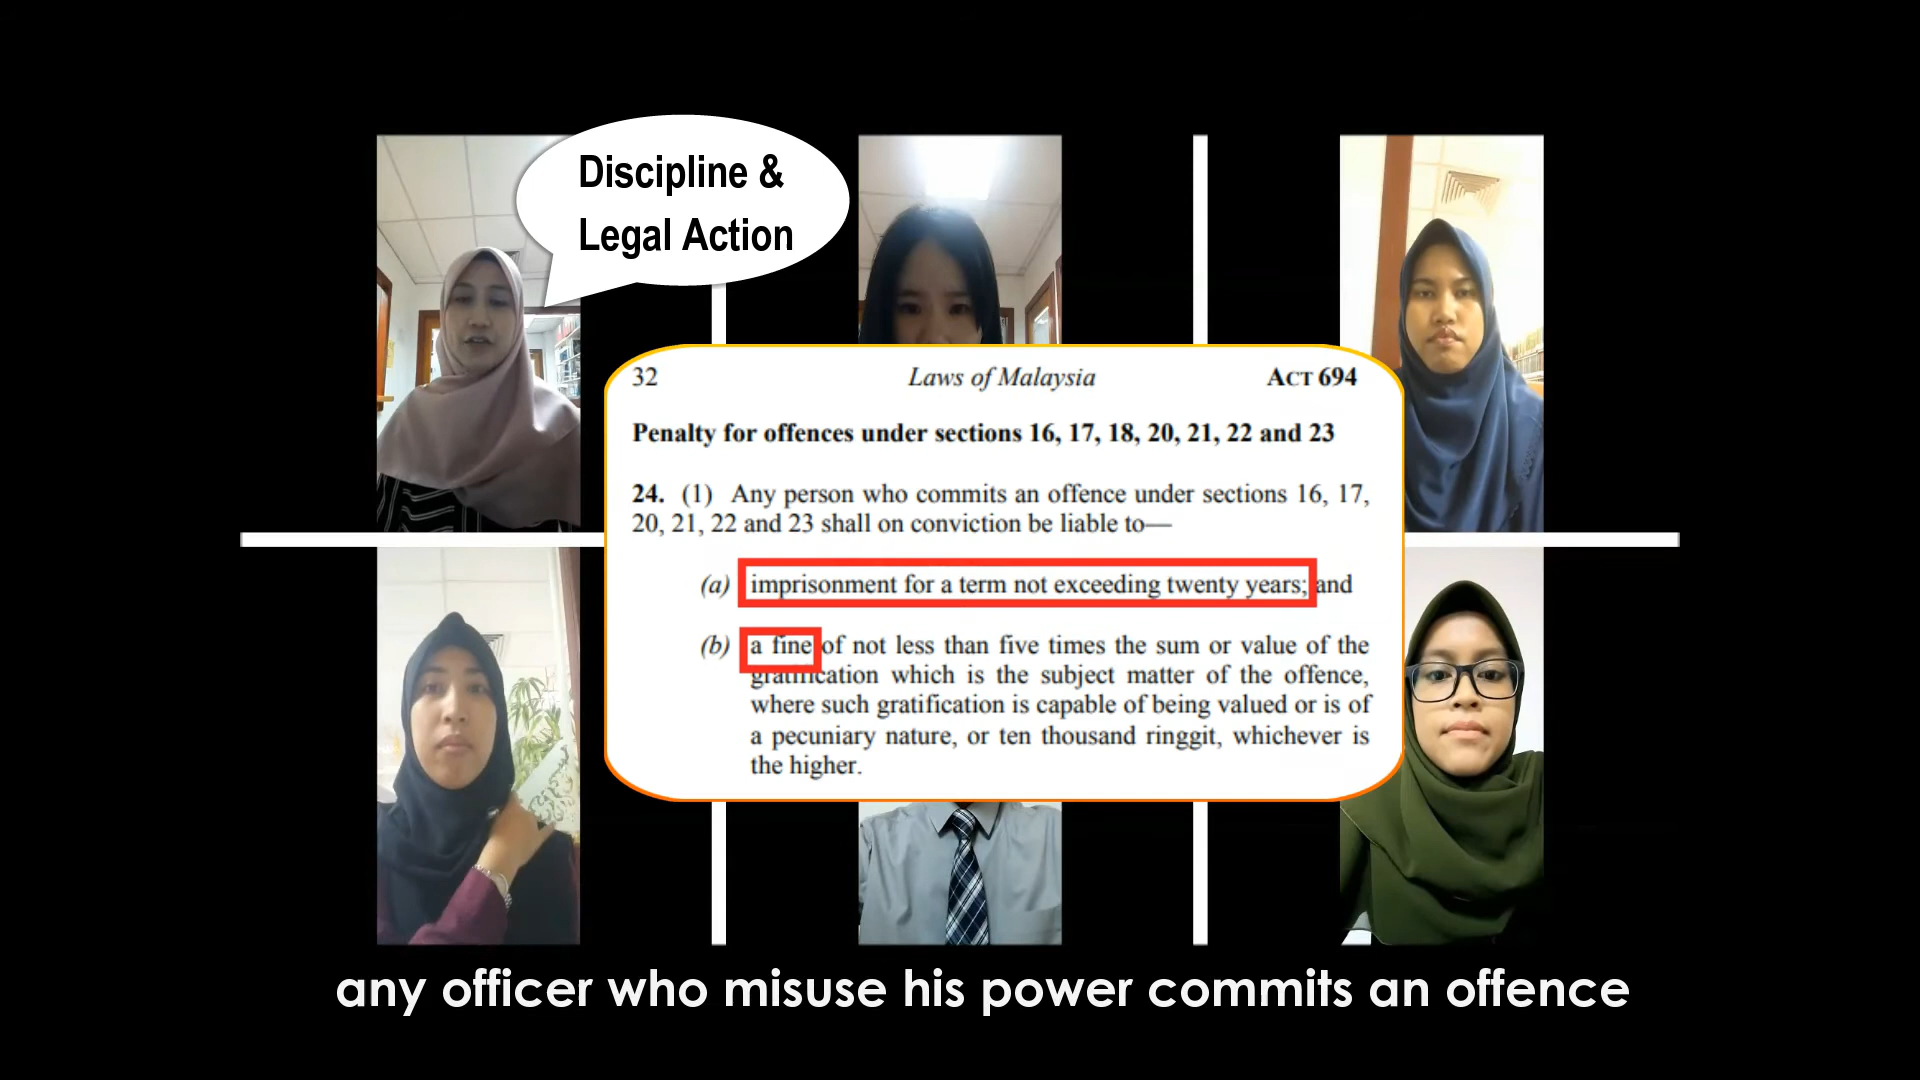 Discipline &
Legal Action
32 Laws of Malaysia ACT 694
Penalty for offences under sections 16, 17, 18, 20, 21, 22 and 23
24. (1) Any person who commits an offence under sections 16, 17,
20, 21, 22 and 23 shall on conviction be liable to—
(a) imprisonment for a term not exceeding twenty years; and
(b) a fine of not less than five times the sum or value of the
gratification which is the subject matter of the offence,
where such gratification is capable of being valued or is of
a pecuniary nature, or ten thousand ringgit, whichever is
the higher.
any officer who misuse his power commits an offence